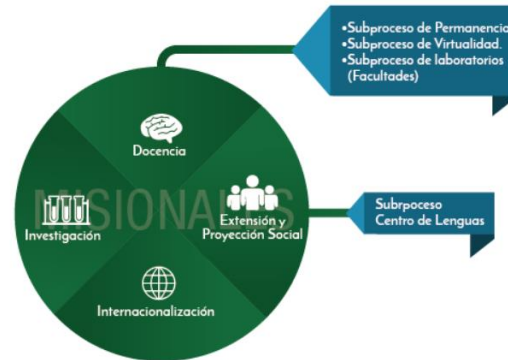 •Subproceso de Permanencia
•Subproceso de Virtualidad.
•Subproceso de laboratorios
(Facultades)
Docencia
MISIONALES
Investigación
Extensión y
Proyección Social
Subrpoceso
Centro de Lenguas
Internacionalización